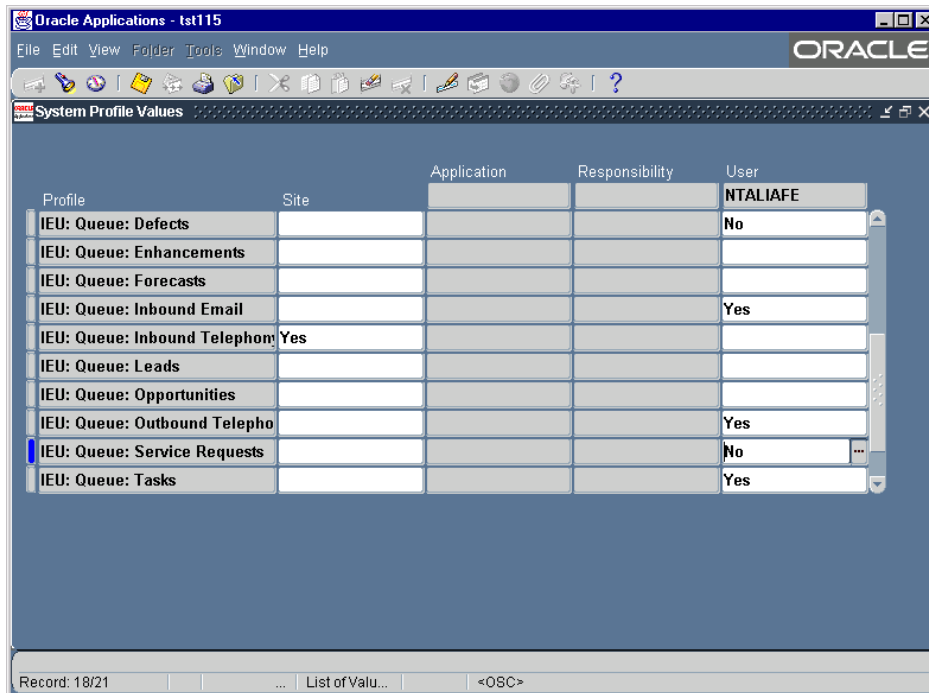 Oracle Applications - tst115
File Edit View Folder Tools Window Help
ORACLE
System Profile Values
Application Responsibility User
Profile Site NTALIAFE
IEU: Queue: Defects No
IEU: Queue: Enhancements
IEU: Queue: Forecasts
IEU: Queue: Inbound Email Yes
IEU: Queue: Inbound Telephony Yes
IEU: Queue: Leads
IEU: Queue: Opportunities
IEU: Queue: Outbound Telepho Yes
IEU: Queue: Service Requests No ...
IEU: Queue: Tasks Yes
Record: 18/21 ... List of Valu... <OSC>